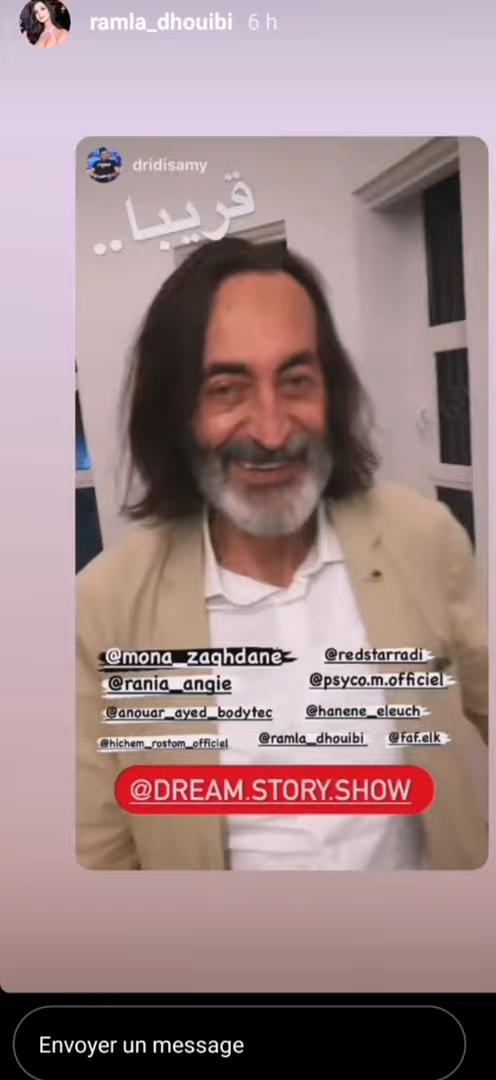 ramla_dhouibi 6 h
dridisamy
قريبا..
@mona_zaghdane @redstarradi
@rania_angie @psyco.m.officiel
@anouar_ayed_bodytec @hanene_eleuch
@hichem_rostom_officiel @ramla_dhouibi @faf.elk
@DREAM.STORY.SHOW
Envoyer un message